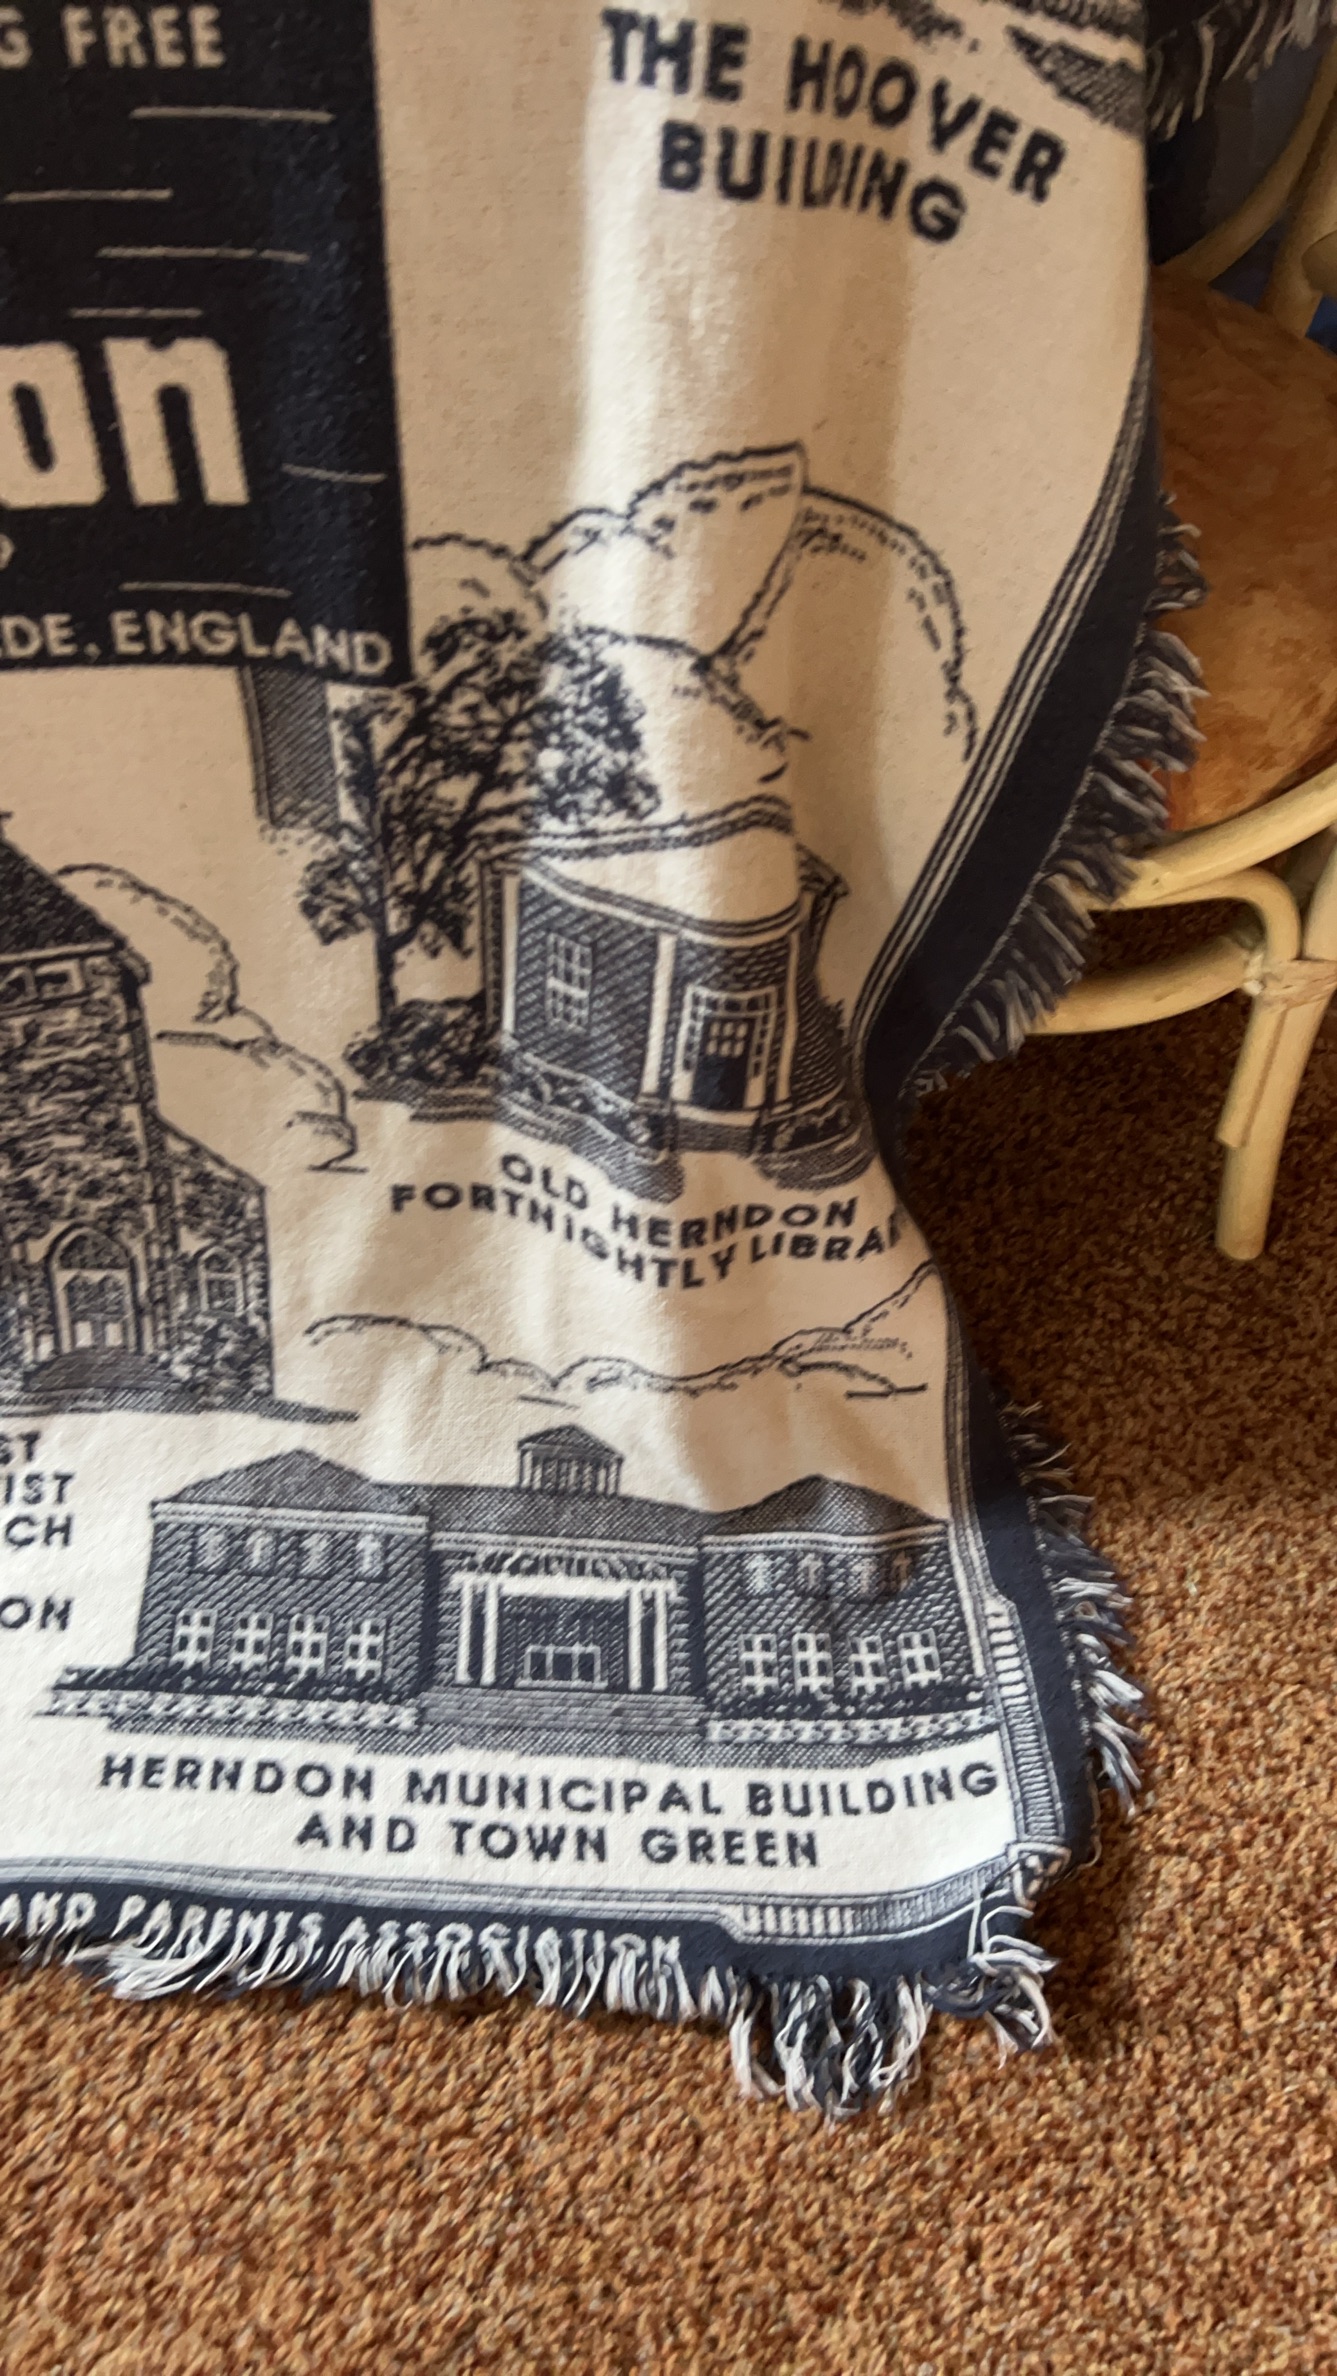 G FREE
THE HOOVER
BUILDING
on
DE, ENGLAND
OLD HERNDON
FORTNIGHTLY LIBRA
ST
IST
CH
ON
HERNDON MUNICIPAL BUILDING
AND TOWN GREEN
AND PARENTS ASSOCIATION